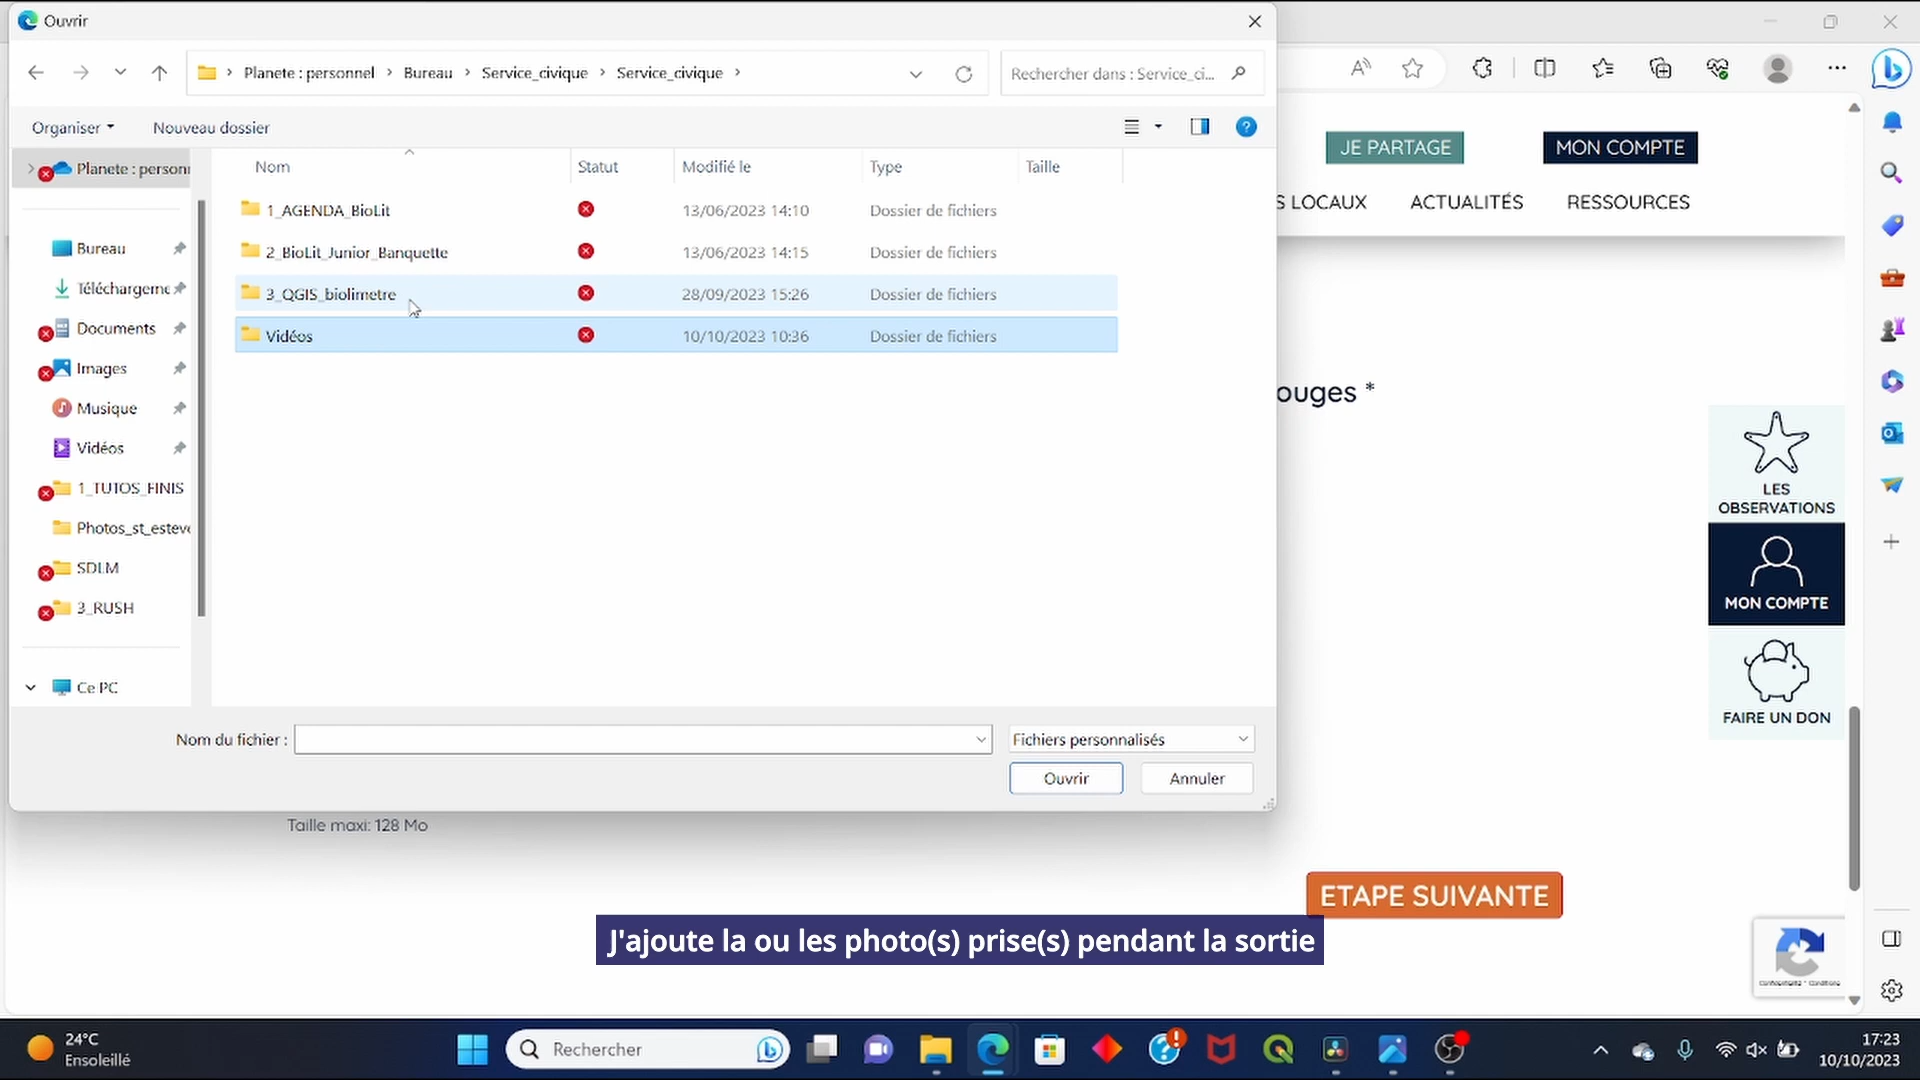 Ouvrir
Planete : personnel
Bureau
Service_civique
Service_civique
Rechercher dans : Service_ci...
Organiser
Nouveau dossier
Planete : personn
Nom
Statut
Modifié le
Type
Taille
1_AGENDA_BioLit
13/06/2023 14:10
Dossier de fichiers
2_BioLit_Junior_Banquette
13/06/2023 14:15
Dossier de fichiers
3_QGIS_biolimetre
28/09/2023 15:26
Dossier de fichiers
Vidéos
10/10/2023 10:36
Dossier de fichiers
Bureau
Téléchargeme
Documents
Images
Musique
Vidéos
1_TUTOS_FINIS
Photos_st_esteve
SDLM
3_RUSH
Ce PC
Nom du fichier :
Fichiers personnalisés
Ouvrir
Annuler
JE PARTAGE
MON COMPTE
S LOCAUX
ACTUALITÉS
RESSOURCES
ouges *
LES
OBSERVATIONS
MON COMPTE
FAIRE UN DON
Taille maxi: 128 Mo
ETAPE SUIVANTE
J'ajoute la ou les photo(s) prise(s) pendant la sortie
24°C
Ensoleillé
Rechercher
17:23
10/10/2023